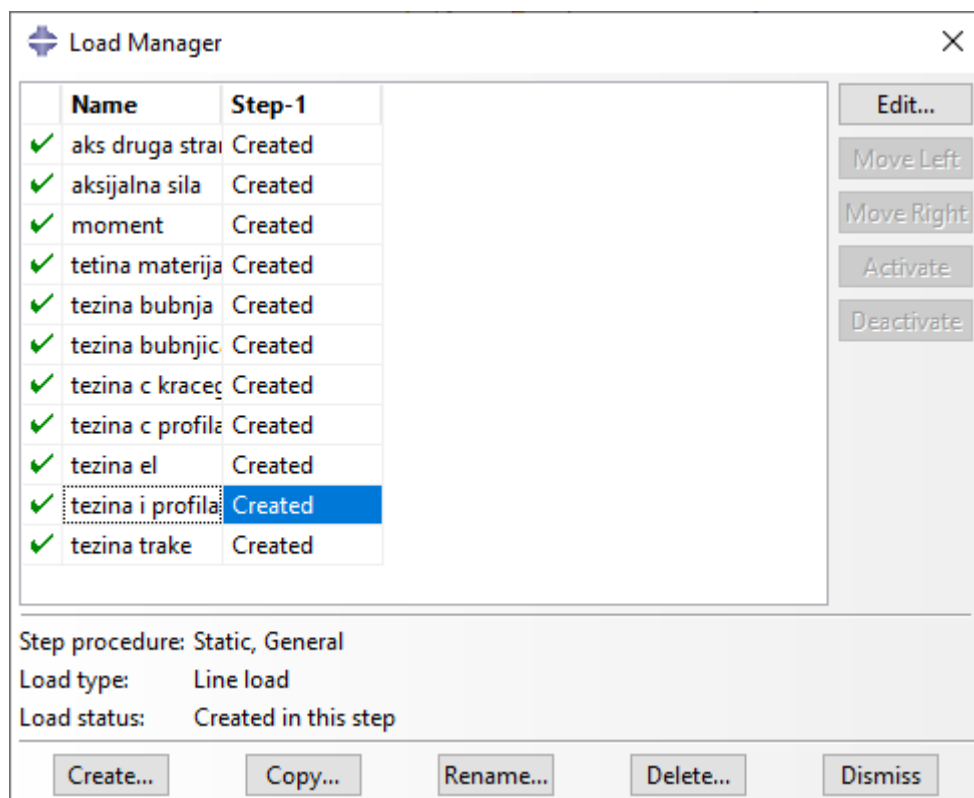 Load Manager
Name Step-1 Edit...
aks druga stra Created Move Left
aksijalna sila Created
moment Created Move Right
tetina materija Created Activate
tezina bubnja Created Deactivate
tezina bubnjic Created
tezina c kraceg Created
tezina c profila Created
tezina el Created
tezina i profila Created
tezina trake Created
Step procedure: Static, General
Load type: Line load
Load status: Created in this step
Create... Copy... Rename... Delete... Dismiss